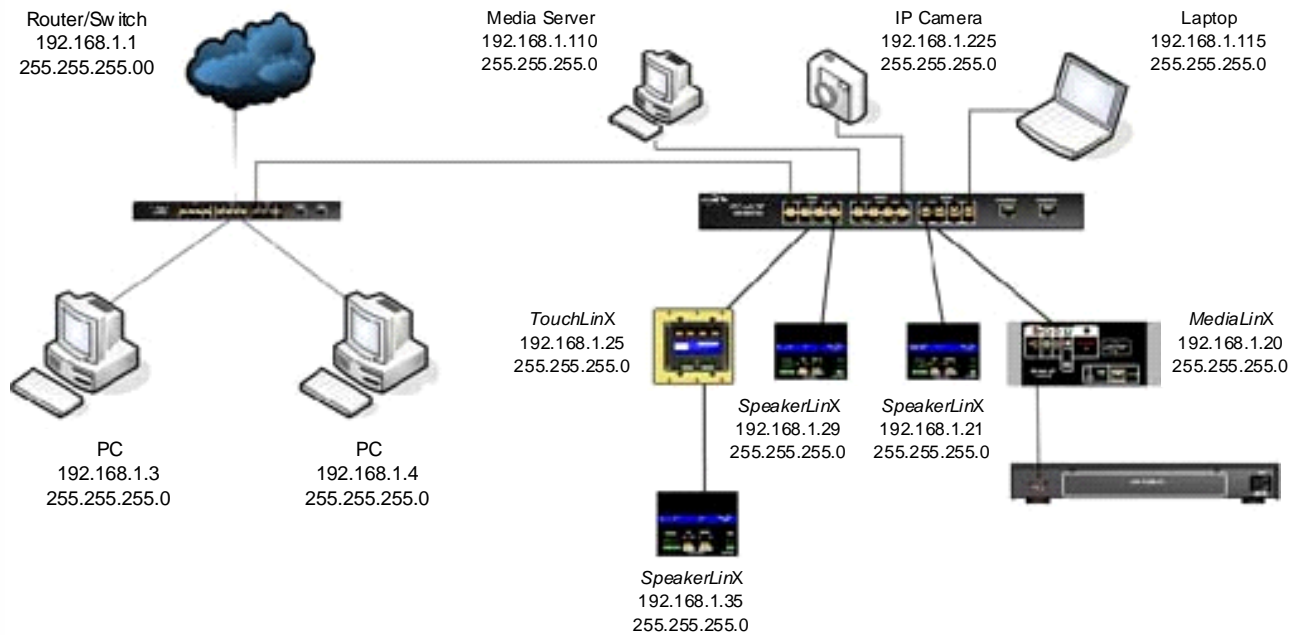 Router/Switch
192.168.1.1
255.255.255.00
Media Server
192.168.1.110
255.255.255.0
IP Camera
192.168.1.225
255.255.255.0
Laptop
192.168.1.115
255.255.255.0
TouchLinX
192.168.1.25
255.255.255.0
MediaLinX
192.168.1.20
255.255.255.0
SpeakerLinX
192.168.1.29
255.255.255.0
SpeakerLinX
192.168.1.21
255.255.255.0
PC
192.168.1.3
255.255.255.0
PC
192.168.1.4
255.255.255.0
SpeakerLinX
192.168.1.35
255.255.255.0